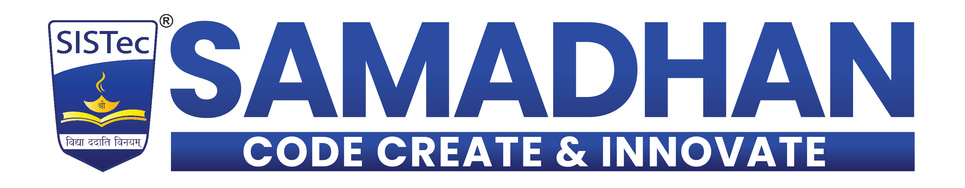 SISTec®
श्री
विद्या ददाति विनयम्
SAMADHAN
CODE CREATE & INNOVATE